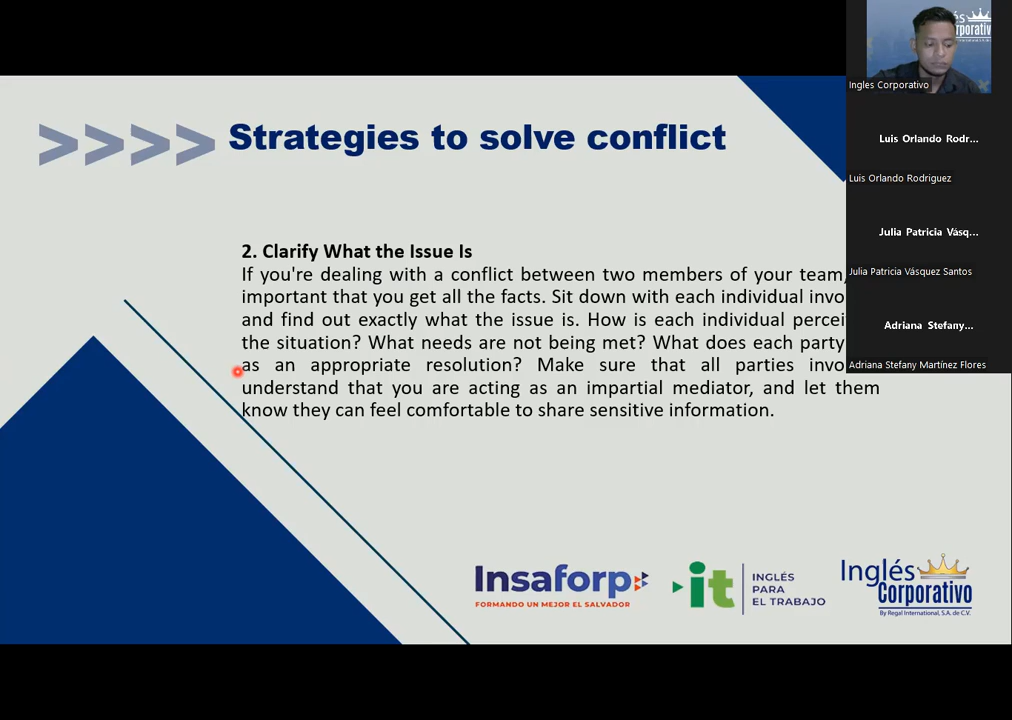 >>>> Strategies to solve conflict
2. Clarify What the Issue Is
If you're dealing with a conflict between two members of your team,
important that you get all the facts. Sit down with each individual invo
and find out exactly what the issue is. How is each individual percei
the situation? What needs are not being met? What does each party
as an appropriate resolution? Make sure that all parties invo
understand that you are acting as an impartial mediator, and let them
know they can feel comfortable to share sensitive information.
Insaforp
FORMANDO UN MEJOR EL SALVADOR
it
INGLÉS
PARA
EL TRABAJO
Inglés
Corporativo
By Regal International, S.A. de C.V.
Ingles Corporativo
Luis Orlando Rodr...
Luis Orlando Rodriguez
Julia Patricia Vásq...
Julia Patricia Vásquez Santos
Adriana Stefany...
Adriana Stefany Martínez Flores